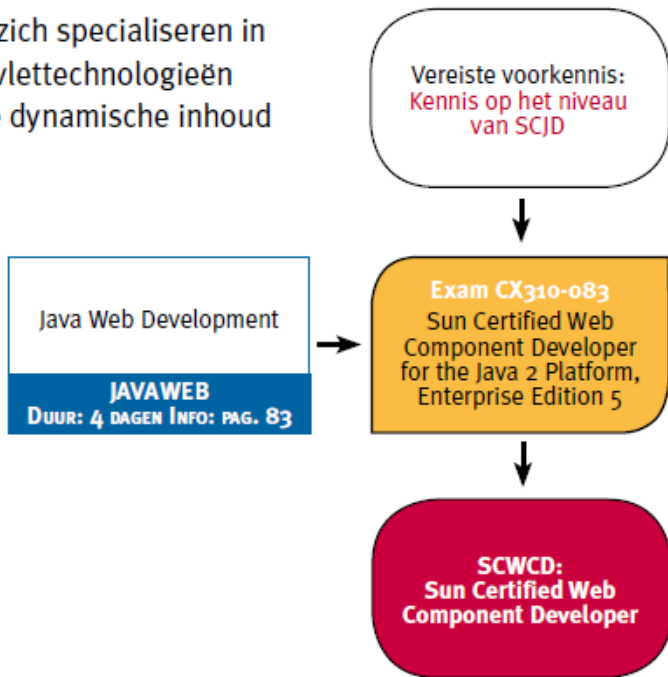 zich specialiseren in
vlettechnologieën
dynamische inhoud
Vereiste voorkennis:
Kennis op het niveau
van SCJD
Java Web Development
JAVAWEB
DUUR: 4 DAGEN INFO: PAG. 83
Exam CX310-083
Sun Certified Web
Component Developer
for the Java 2 Platform,
Enterprise Edition 5
SCWCD:
Sun Certified Web
Component Developer